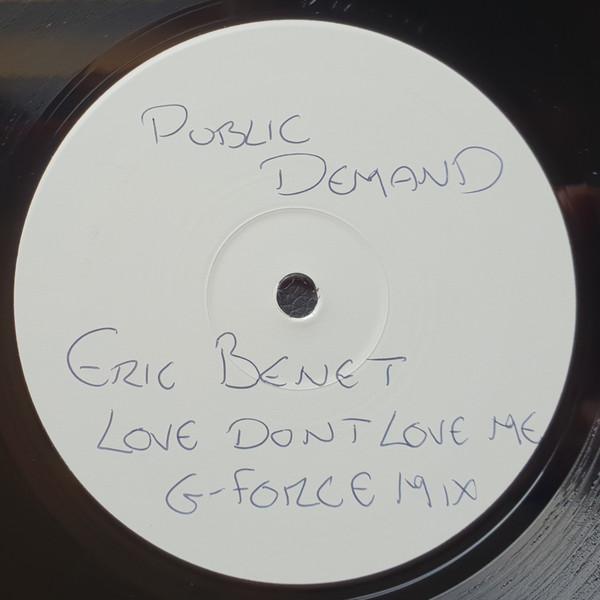 PUBLIC
DEMAND
ERIC BENET
LOVE DONT LOVE ME
G-FORCE MIX